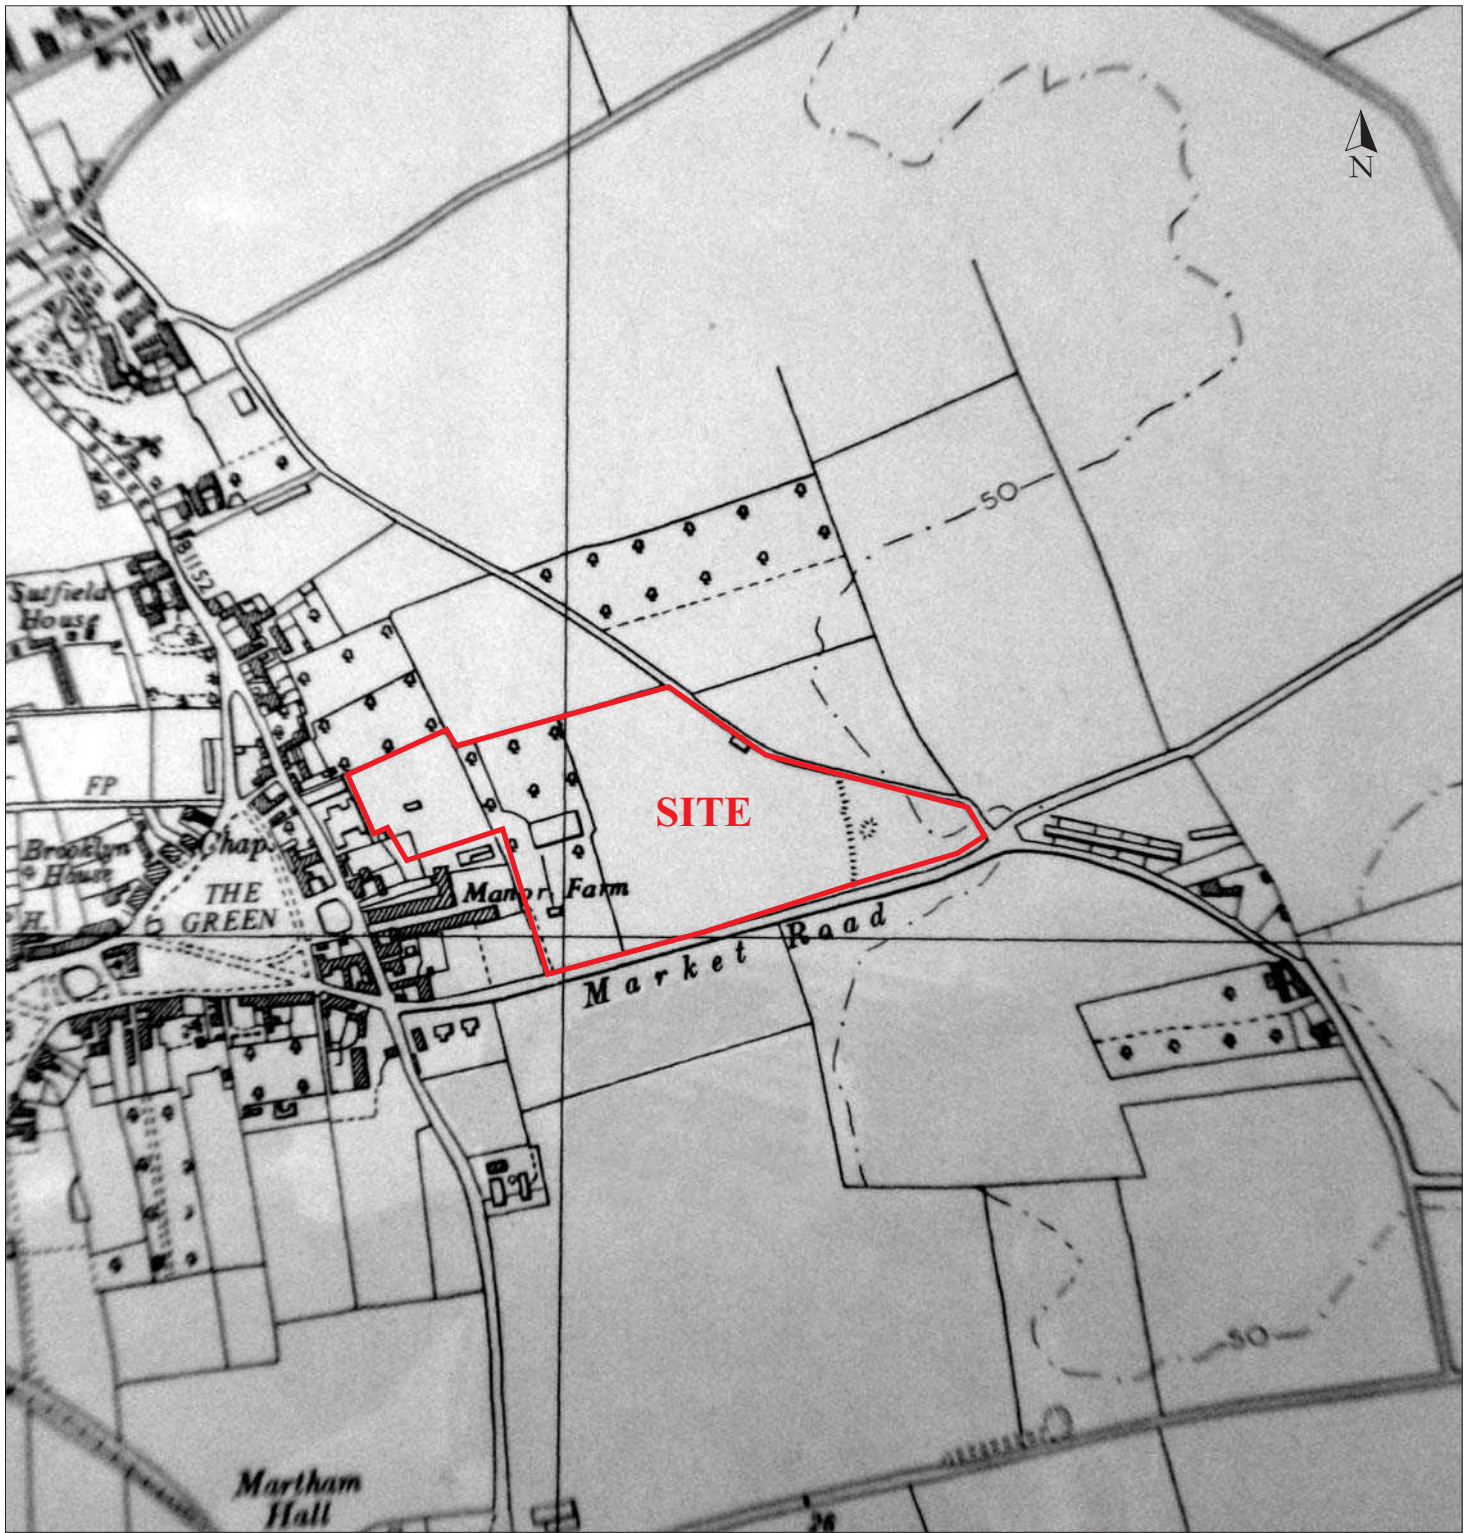 N
50
B1152
Sutfield
House
FP
SITE
Brooklyn
House
Chap.
THE
GREEN
H.
Manor Farm
Market Road
50
Martham
Hall
26